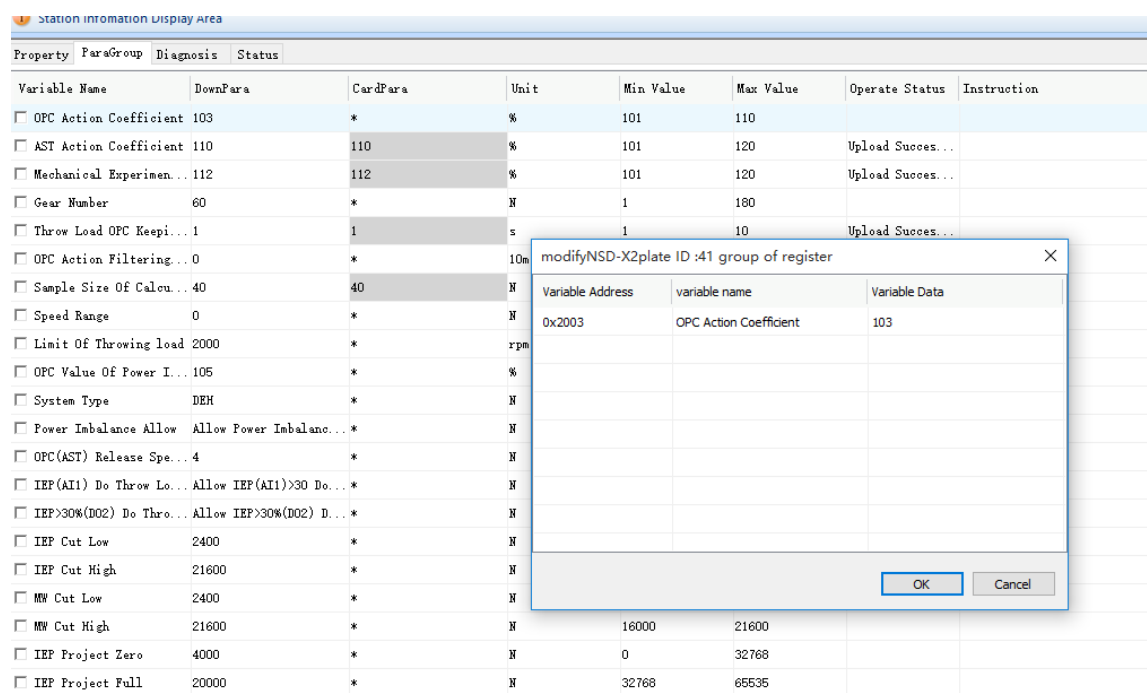 Station Infomation Display Area
Property ParaGroup Diagnosis Status
Variable Name DownPara CardPara Unit Min Value Max Value Operate Status Instruction
OPC Action Coefficient 103 * % 101 110
AST Action Coefficient 110 110 % 101 120 Upload Succes...
Mechanical Experimen... 112 112 % 101 120 Upload Succes...
Gear Number 60 * N 1 180
Throw Load OPC Keepi... 1 1 s 1 10 Upload Succes...
OPC Action Filtering... 0 * 10m
Sample Size Of Calcu... 40 40 N
Speed Range 0 * N
Limit Of Throwing load 2000 * rpm
OPC Value Of Power I... 105 * %
System Type DEH * N
Power Imbalance Allow Allow Power Imbalanc... * N
OPC(AST) Release Spe... 4 * N
IEP(AI1) Do Throw Lo... Allow IEP(AI1)>30 Do... * N
IEP>30%(DO2) Do Thro... Allow IEP>30%(DO2) D... * N
IEP Cut Low 2400 * N
IEP Cut High 21600 * N
MW Cut Low 2400 * N
MW Cut High 21600 * N 16000 21600
IEP Project Zero 4000 * N 0 32768
IEP Project Full 20000 * N 32768 65535
modifyNSD-X2plate ID :41 group of register
Variable Address variable name Variable Data
0x2003 OPC Action Coefficient 103
OK Cancel